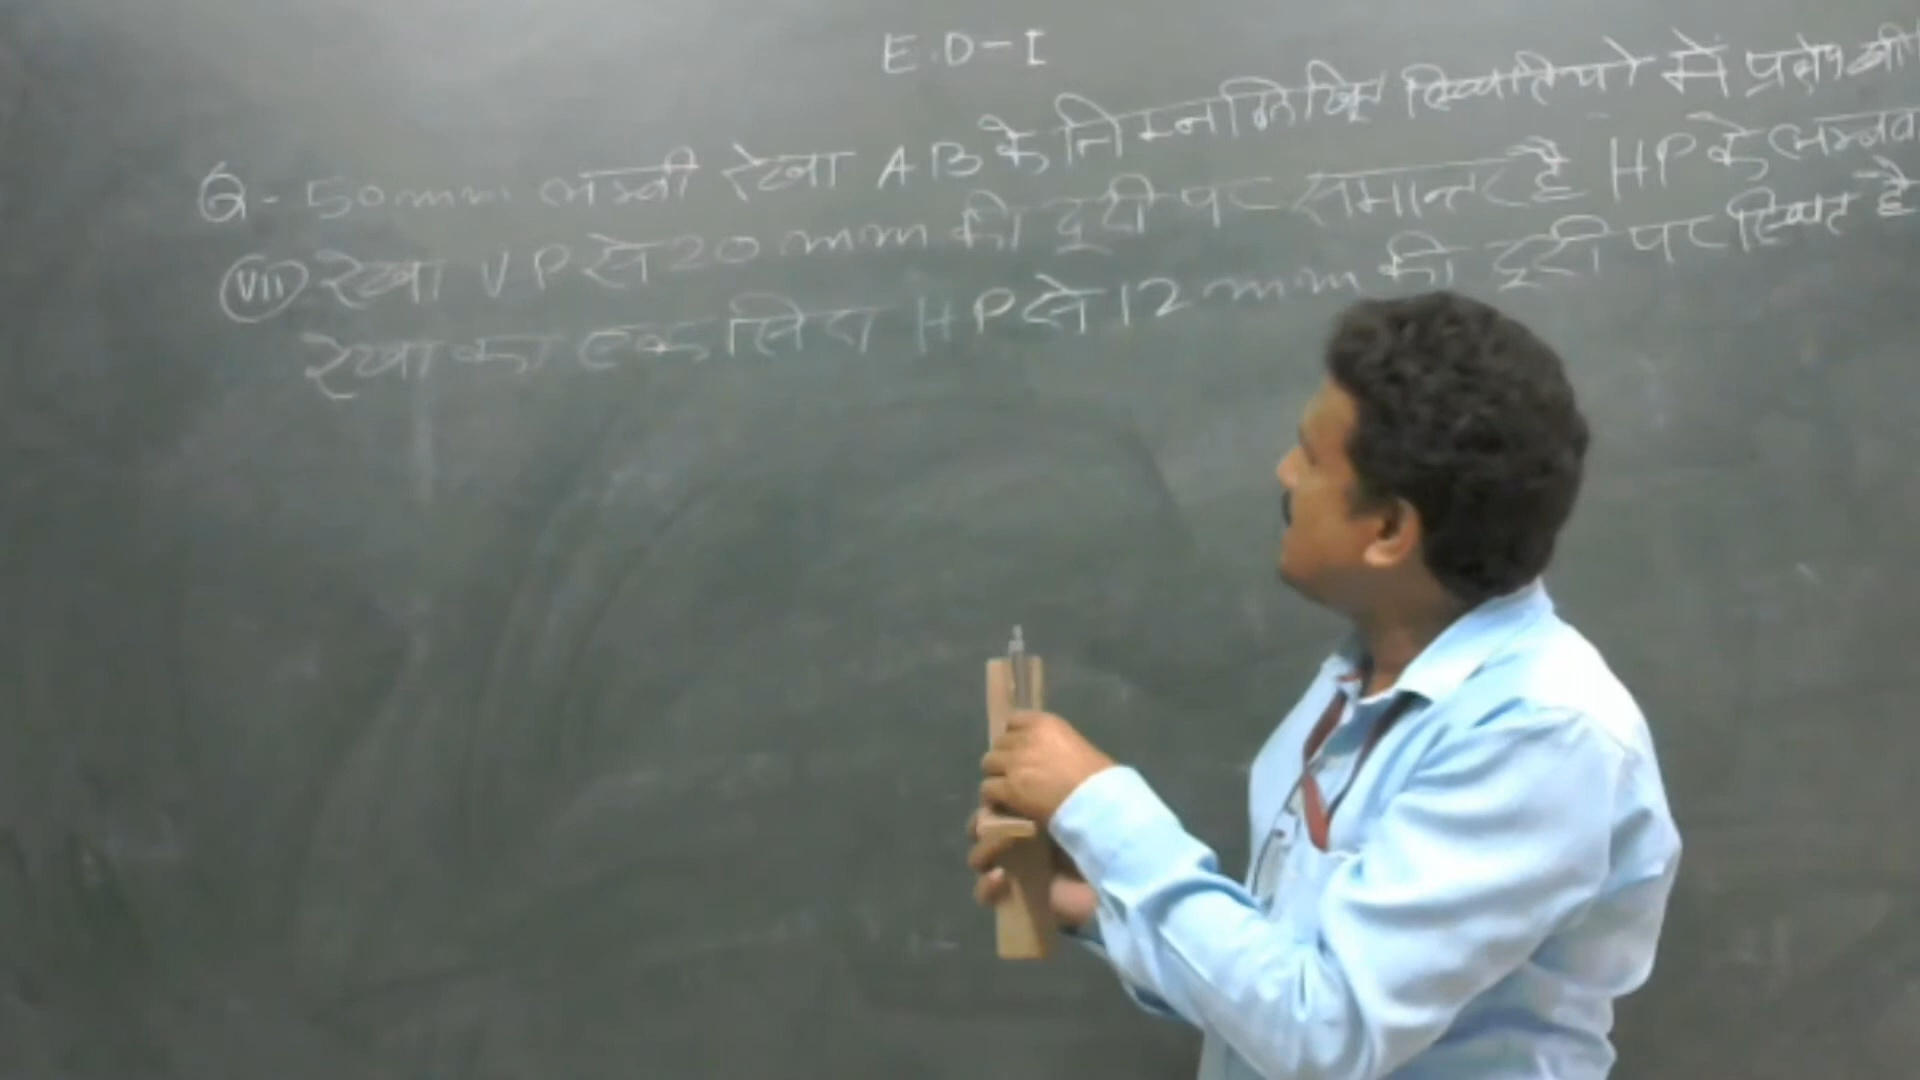 E.D-I
Q- 50mm लम्बी रेखा AB के निम्नलिखित स्थितियो में प्रक्षेप खी
VII रेखा VP से 20 mm की दूरी पर समान्तर है HP के लम्बव
रेखा का एक सिरा HP से 12 mm की दूरी पर स्थित है